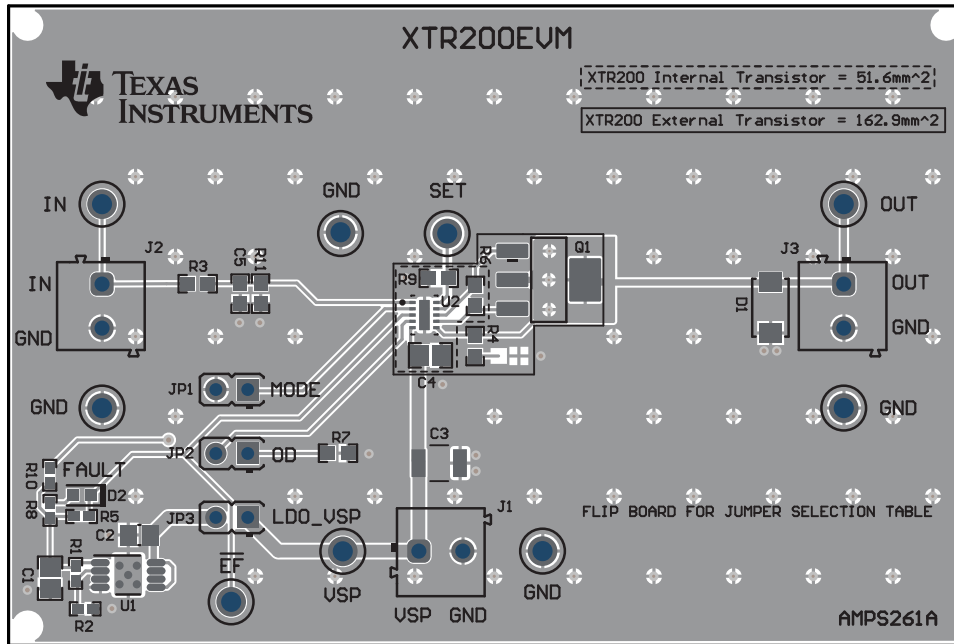 XTR200EVM
TEXAS
INSTRUMENTS
XTR200 Internal Transistor = 51.6mm^2
XTR200 External Transistor = 162.9mm^2
IN
GND
SET
OUT
J2
R3
C5
R11
R9
U2
R6
Q1
J3
IN
OUT
D1
GND
GND
R4
C4
JP1
MODE
GND
GND
JP2
OD
R7
C3
R10
FAULT
D2
R8
R5
JP3
LDO_VSP
J1
FLIP BOARD FOR JUMPER SELECTION TABLE
C2
R1
C1
U1
EF
VSP
GND
R2
VSP
GND
AMPS261A